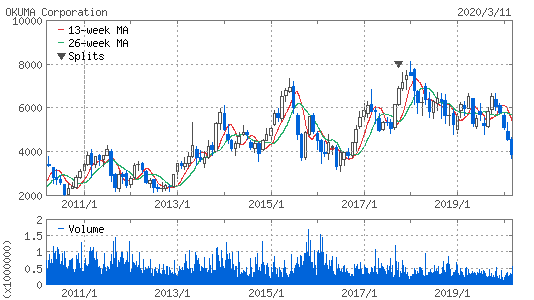 OKUMA Corporation 2020/3/11
10000
13-week MA
26-week MA
Splits
8000
6000
4000
2000
2011/1 2013/1 2015/1 2017/1 2019/1
2
Volume
1.5
1
0.5
0
(x1000000)
2011/1 2013/1 2015/1 2017/1 2019/1